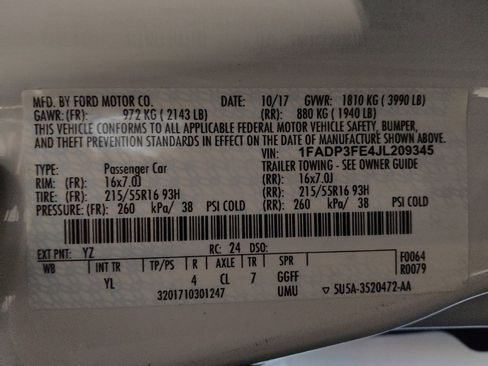 MFD. BY FORD MOTOR CO. DATE: 10/17 GVWR: 1810 KG ( 3990 LB)
GAWR: (FR): 972 KG ( 2143 LB) (RR): 880 KG ( 1940 LB)
THIS VEHICLE CONFORMS TO ALL APPLICABLE FEDERAL MOTOR VEHICLE SAFETY, BUMPER,
AND THEFT PREVENTION STANDARDS IN EFFECT ON THE DATE OF MANUFACTURE SHOWN ABOVE.
VIN: 1FADP3FE4JL209345
TYPE: Passenger Car TRAILER TOWING - SEE OWNER GUIDE
RIM: (FR): 16x7.0J (RR): 16x7.0J
TIRE: (FR): 215/55R16 93H (RR): 215/55R16 93H
PRESSURE: (FR): 260 kPa/ 38 PSI COLD (RR): 260 kPa/ 38 PSI COLD
EXT PNT: YZ RC: 24 DSO:
WB INT TR TP/PS R AXLE TR SPR F0064
YL 4 CL 7 GGFF R0079
3201710301247 UMU ▽ 5U5A-3520472-AA